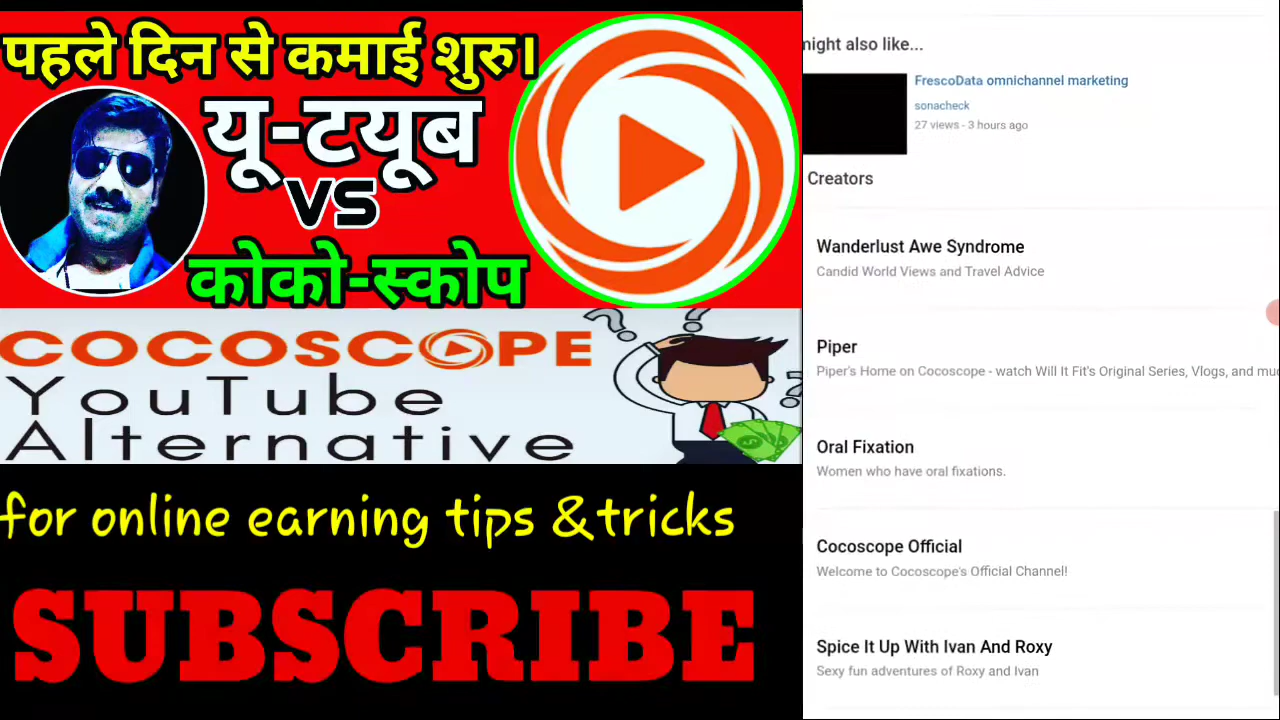 पहले दिन से कमाई शुरु।
यू-टयूब
VS
कोको-स्कोप
COCOSCOPE
YouTube
Alternative
for online earning tips &tricks
SUBSCRIBE
might also like...
FrescoData omnichannel marketing
sonacheck
27 views - 3 hours ago
Creators
Wanderlust Awe Syndrome
Candid World Views and Travel Advice
Piper
Piper's Home on Cocoscope - watch Will It Fit's Original Series, Vlogs, and
Oral Fixation
Women who have oral fixations.
Cocoscope Official
Welcome to Cocoscope's Official Channel!
Spice It Up With Ivan And Roxy
Sexy fun adventures of Roxy and Ivan